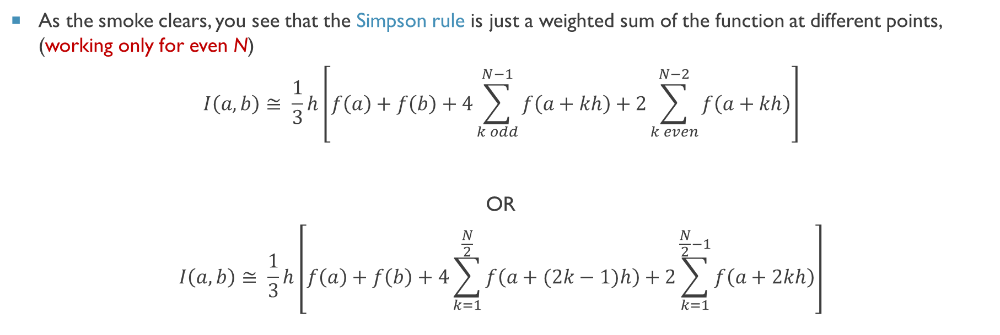 ▪ As the smoke clears, you see that the Simpson rule is just a weighted sum of the function at different points,
(working only for even N)
$I(a,b) \cong \frac{1}{3}h\left[f(a)+f(b)+4\sum_{k\ odd}^{N-1}f(a+kh)+2\sum_{k\ even}^{N-2}f(a+kh)\right]$
OR
$I(a,b) \cong \frac{1}{3}h\left[f(a)+f(b)+4\sum_{k=1}^{\frac{N}{2}}f(a+(2k-1)h)+2\sum_{k=1}^{\frac{N}{2}-1}f(a+2kh)\right]$